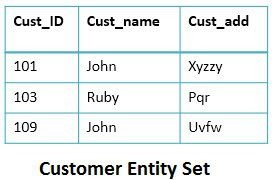 Cust_ID Cust_name Cust_add
101 John Xyzzy
103 Ruby Pqr
109 John Uvfw
Customer Entity Set